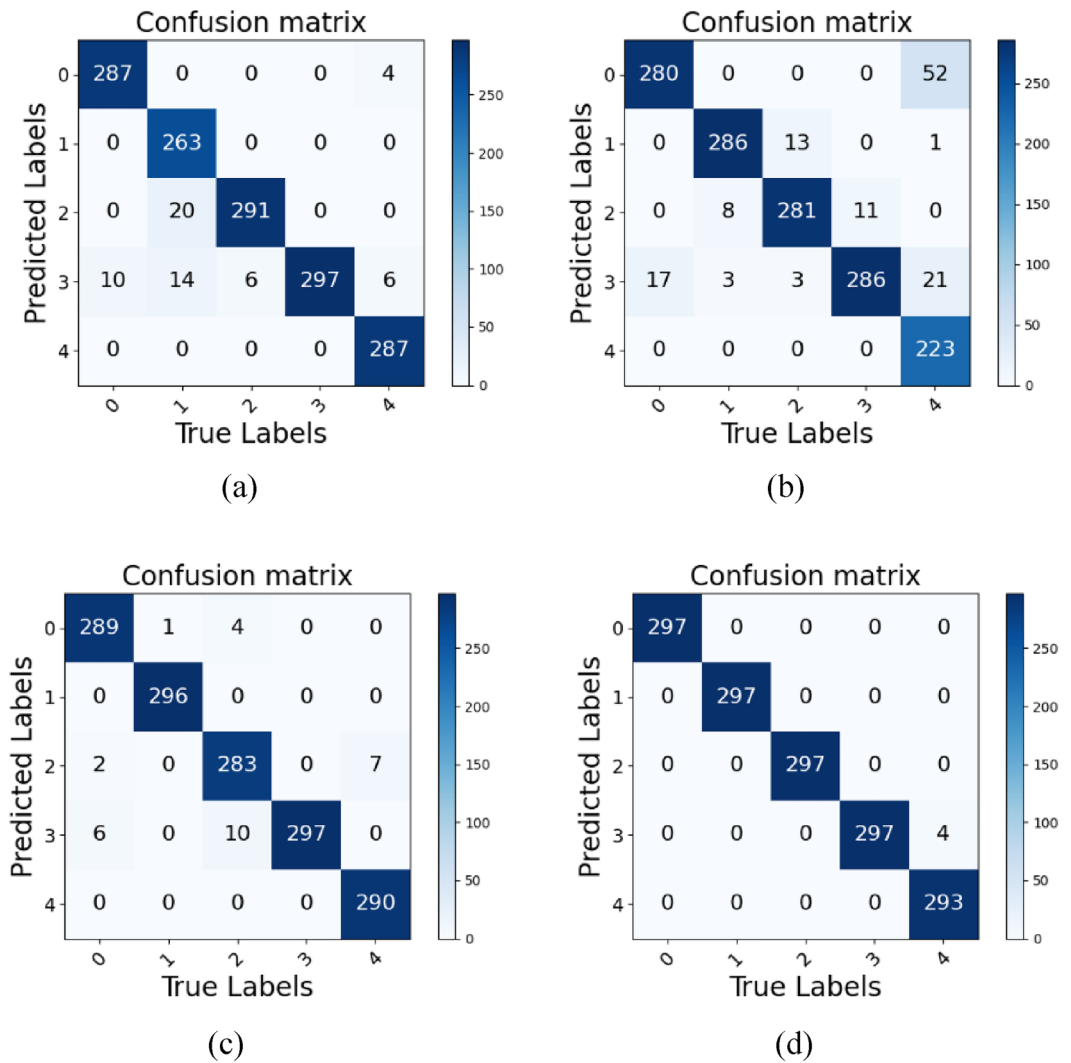 Confusion matrix
Predicted Labels
0 287 0 0 0 4
1 0 263 0 0 0
2 0 20 291 0 0
3 10 14 6 297 6
4 0 0 0 0 287
0 1 2 3 4
True Labels
250
200
150
100
50
0
(a)
Confusion matrix
Predicted Labels
0 280 0 0 0 52
1 0 286 13 0 1
2 0 8 281 11 0
3 17 3 3 286 21
4 0 0 0 0 223
0 1 2 3 4
True Labels
250
200
150
100
50
0
(b)
Confusion matrix
Predicted Labels
0 289 1 4 0 0
1 0 296 0 0 0
2 2 0 283 0 7
3 6 0 10 297 0
4 0 0 0 0 290
0 1 2 3 4
True Labels
250
200
150
100
50
0
(c)
Confusion matrix
Predicted Labels
0 297 0 0 0 0
1 0 297 0 0 0
2 0 0 297 0 0
3 0 0 0 297 4
4 0 0 0 0 293
0 1 2 3 4
True Labels
250
200
150
100
50
0
(d)